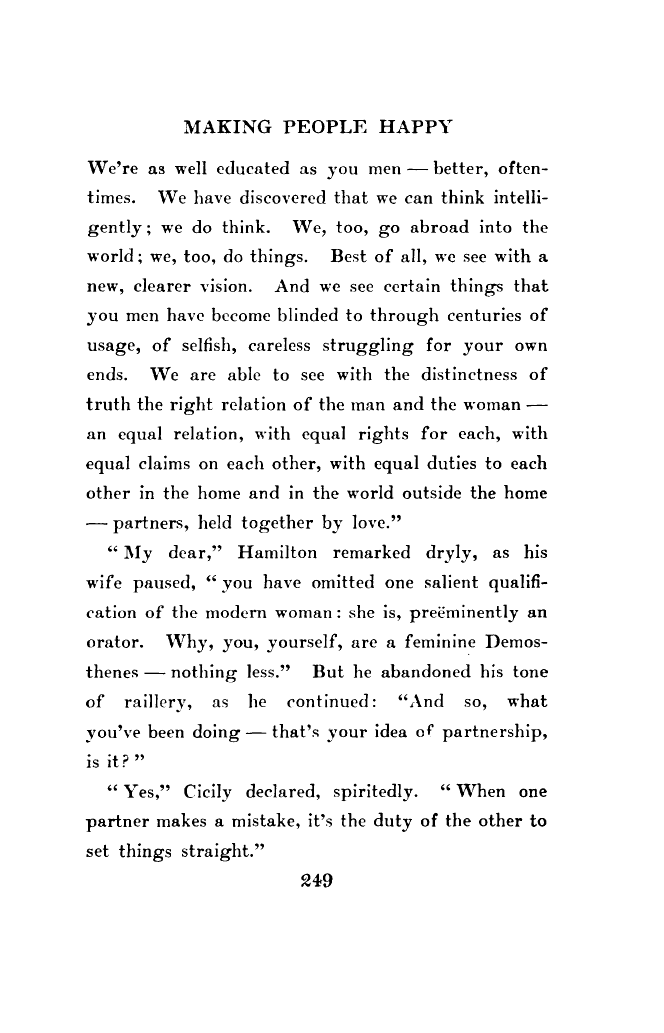 MAKING PEOPLE HAPPY
We're as well educated as you men — better, often-
times. We have discovered that we can think intelli-
gently; we do think. We, too, go abroad into the
world; we, too, do things. Best of all, we see with a
new, clearer vision. And we see certain things that
you men have become blinded to through centuries of
usage, of selfish, careless struggling for your own
ends. We are able to see with the distinctness of
truth the right relation of the man and the woman —
an equal relation, with equal rights for each, with
equal claims on each other, with equal duties to each
other in the home and in the world outside the home
— partners, held together by love.”
“ My dear,” Hamilton remarked dryly, as his
wife paused, “ you have omitted one salient qualifi-
cation of the modern woman: she is, preëminently an
orator. Why, you, yourself, are a feminine Demos-
thenes — nothing less.” But he abandoned his tone
of raillery, as he continued: “And so, what
you've been doing — that's your idea of partnership,
is it? ”
“ Yes,” Cicily declared, spiritedly. “ When one
partner makes a mistake, it's the duty of the other to
set things straight.”
249